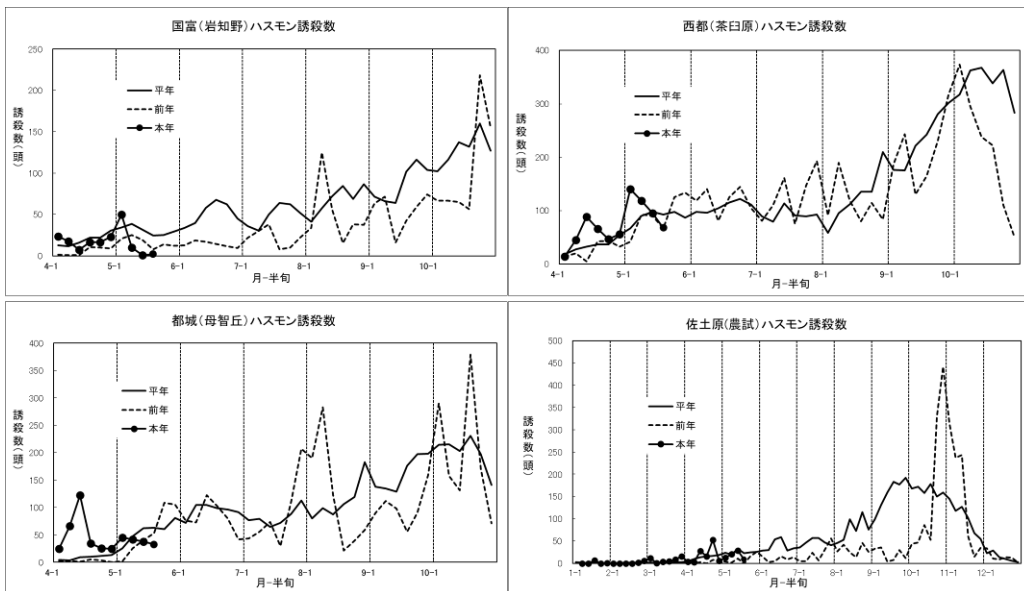 国富(岩知野)ハスモン誘殺数
250
200
150
100
50
0
誘殺数(頭)
平年
前年
本年
4-1 5-1 6-1 7-1 8-1 9-1 10-1
月-半旬
西都(茶臼原)ハスモン誘殺数
400
300
200
100
0
誘殺数(頭)
平年
前年
本年
4-1 5-1 6-1 7-1 8-1 9-1 10-1
月-半旬
都城(母智丘)ハスモン誘殺数
400
350
300
250
200
150
100
50
0
誘殺数(頭)
平年
前年
本年
4-1 5-1 6-1 7-1 8-1 9-1 10-1
月-半旬
佐土原(農試)ハスモン誘殺数
500
450
400
350
300
250
200
150
100
50
0
誘殺数(頭)
平年
前年
本年
1-1 2-1 3-1 4-1 5-1 6-1 7-1 8-1 9-1 10-1 11-1 12-1
月-半旬